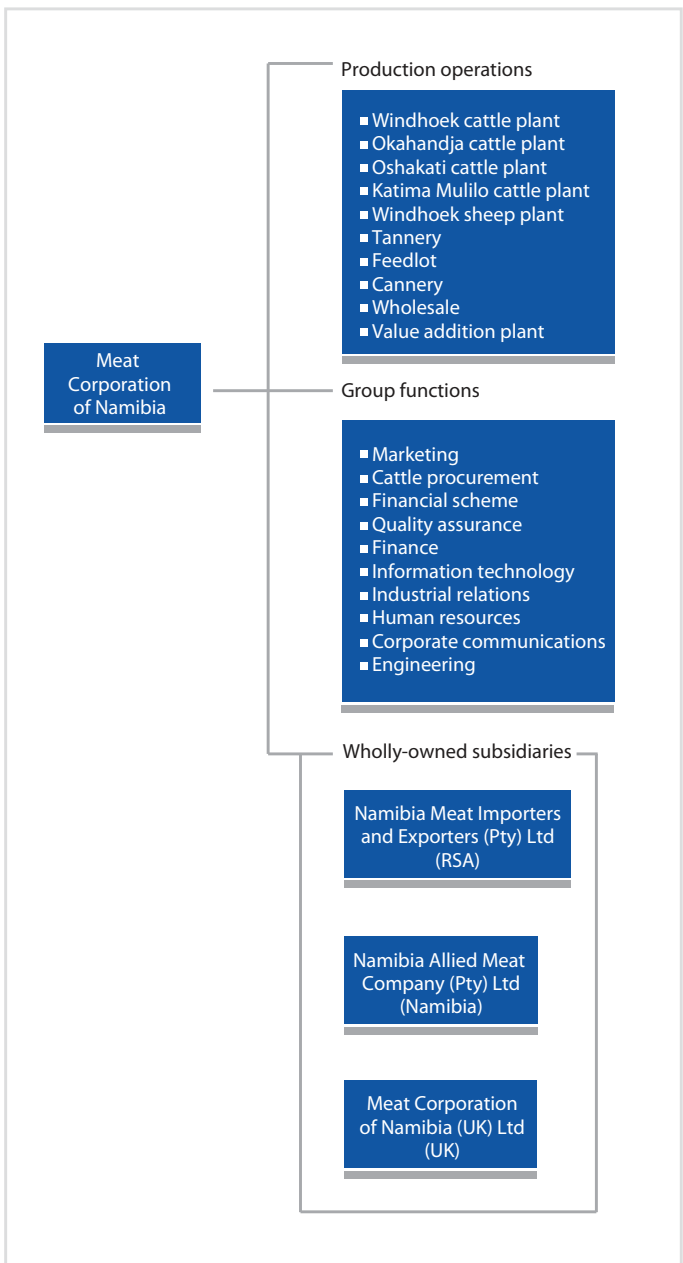 Production operations
Windhoek cattle plant
Okahandja cattle plant
Oshakati cattle plant
Katima Mulilo cattle plant
Windhoek sheep plant
Tannery
Feedlot
Cannery
Wholesale
Value addition plant
Meat
Corporation
of Namibia
Group functions
Marketing
Cattle procurement
Financial scheme
Quality assurance
Finance
Information technology
Industrial relations
Human resources
Corporate communications
Engineering
Wholly-owned subsidiaries
Namibia Meat Importers
and Exporters (Pty) Ltd
(RSA)
Namibia Allied Meat
Company (Pty) Ltd
(Namibia)
Meat Corporation
of Namibia (UK) Ltd
(UK)